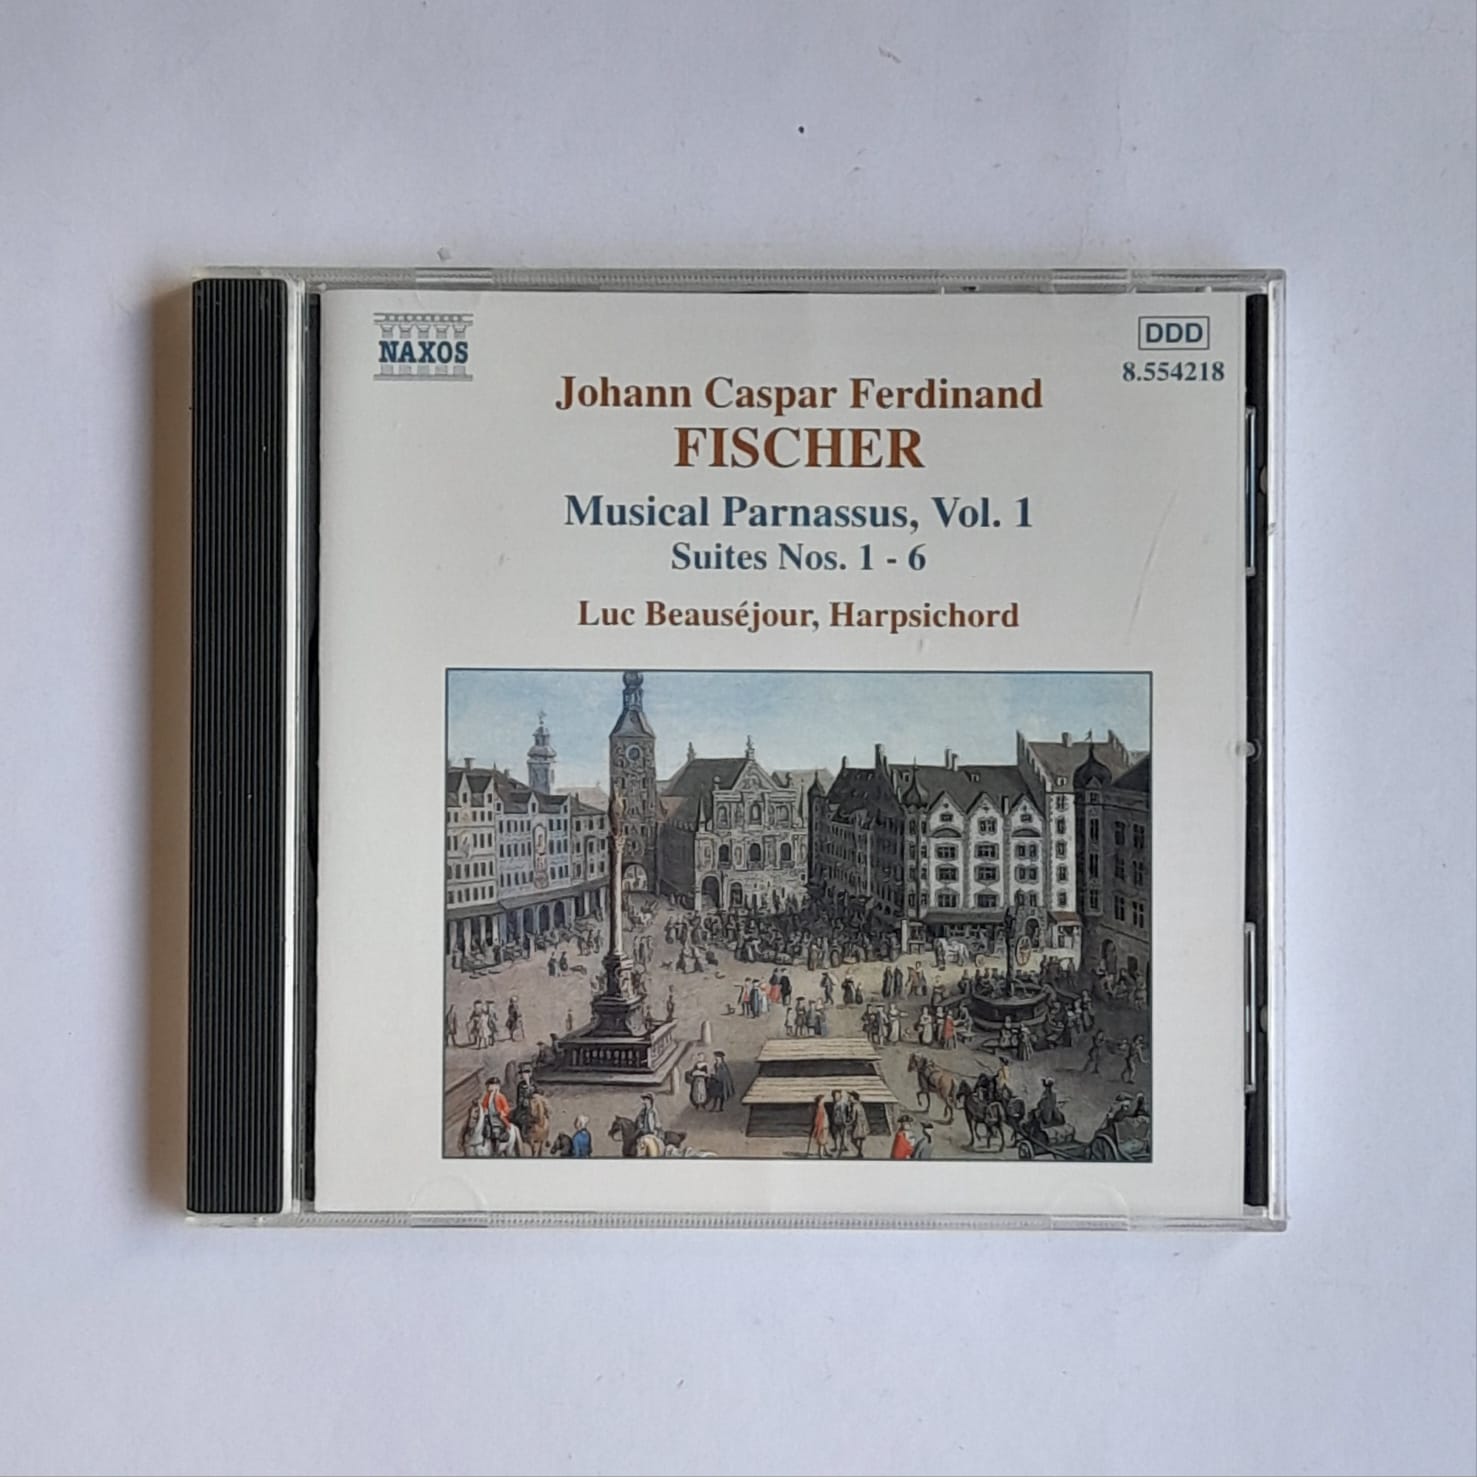 NAXOS
DDD
8.554218
Johann Caspar Ferdinand
FISCHER
Musical Parnassus, Vol. 1
Suites Nos. 1 - 6
Luc Beauséjour, Harpsichord